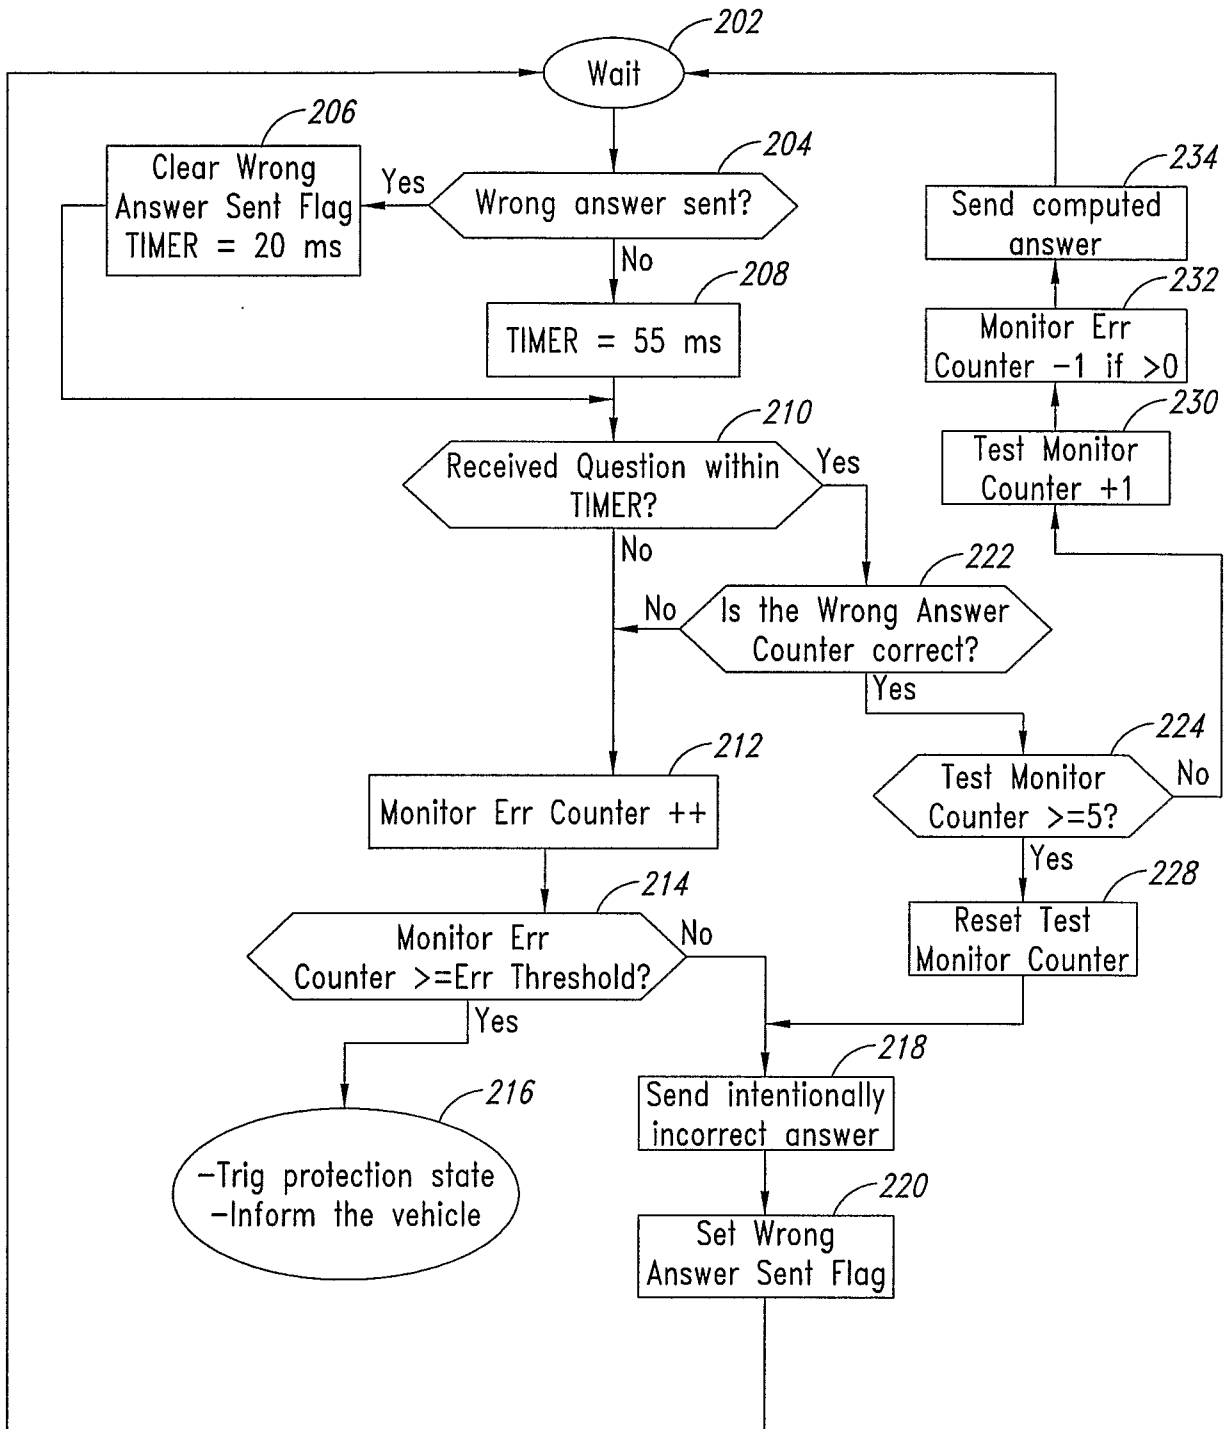 202
Wait
206
Clear Wrong
Answer Sent Flag
TIMER = 20 ms
Yes
204
Wrong answer sent?
No
208
TIMER = 55 ms
234
Send computed
answer
232
Monitor Err
Counter -1 if >0
230
Test Monitor
Counter +1
210
Received Question within
TIMER?
Yes
No
222
Is the Wrong Answer
Counter correct?
No
Yes
224
Test Monitor
Counter >=5?
No
Yes
212
Monitor Err Counter ++
228
Reset Test
Monitor Counter
214
Monitor Err
Counter >=Err Threshold?
No
Yes
216
-Trig protection state
-Inform the vehicle
218
Send intentionally
incorrect answer
220
Set Wrong
Answer Sent Flag